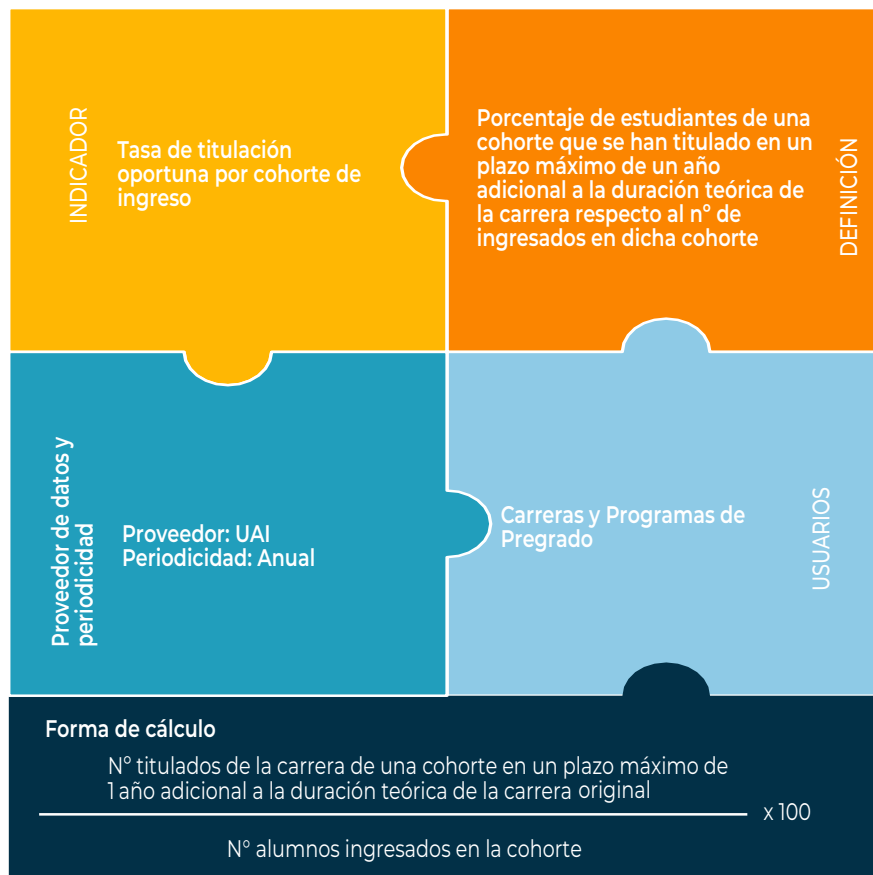 INDICADOR
Tasa de titulación
oportuna por cohorte de
ingreso
Porcentaje de estudiantes de una
cohorte que se han titulado en un
plazo máximo de un año
adicional a la duración teórica de
la carrera respecto al n° de
ingresados en dicha cohorte
DEFINICIÓN
Proveedor de datos y
periodicidad
Proveedor: UAI
Periodicidad: Anual
Carreras y Programas de
Pregrado
USUARIOS
Forma de cálculo
N° titulados de la carrera de una cohorte en un plazo máximo de
1 año adicional a la duración teórica de la carrera original
x 100
N° alumnos ingresados en la cohorte